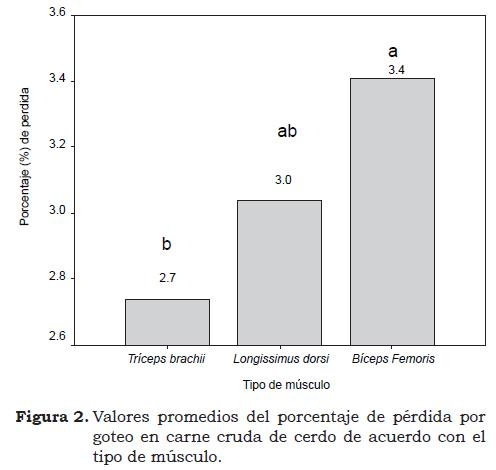 Porcentaje (%) de perdida
3.6
3.4
3.2
3.0
2.8
2.6
b
2.7
ab
3.0
a
3.4
Tríceps brachii
Longissimus dorsi
Bíceps Femoris
Tipo de músculo
Figura 2. Valores promedios del porcentaje de pérdida por
goteo en carne cruda de cerdo de acuerdo con el
tipo de músculo.